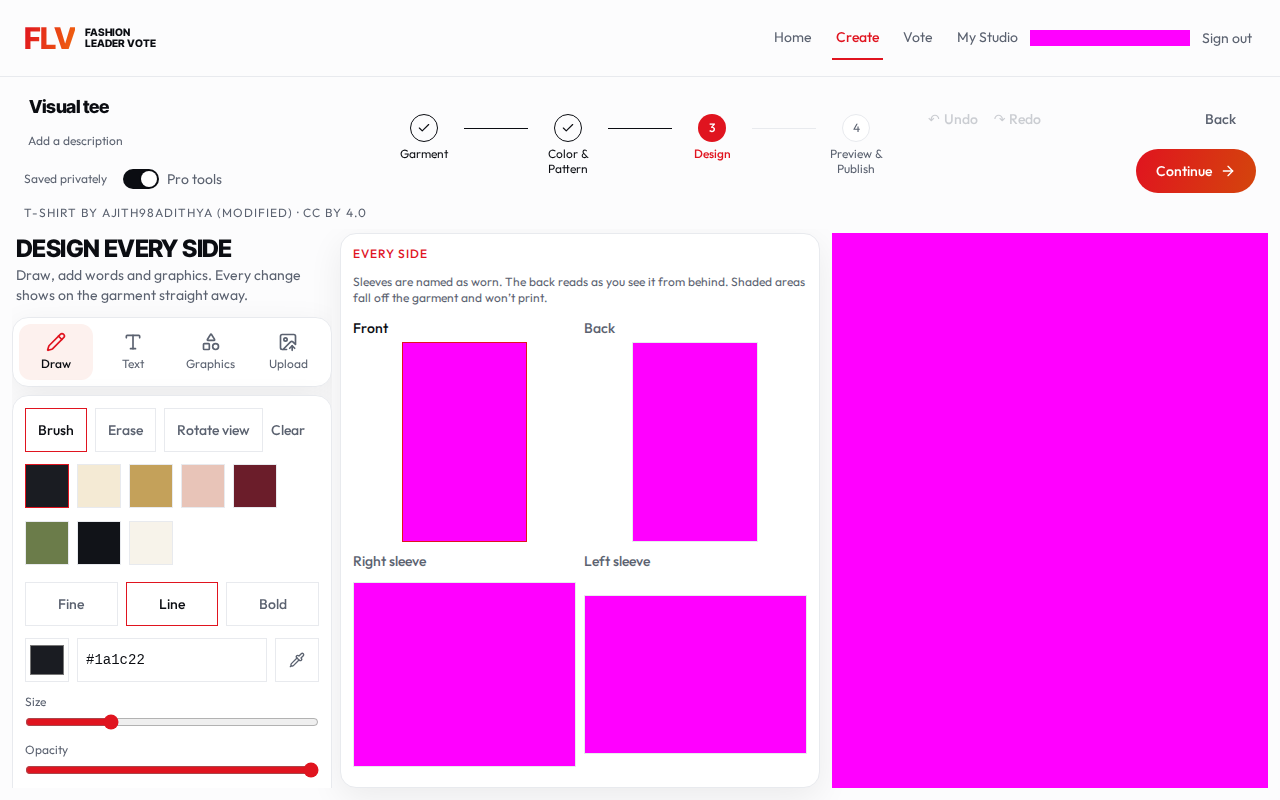 FLV
FASHION
LEADER VOTE
Home
Create
Vote
My Studio
Sign out
Visual tee
Add a description
Saved privately
Pro tools
Garment
Color &
Pattern
3
Design
4
Preview &
Publish
↶ Undo
↷ Redo
Back
Continue →
T-SHIRT BY AJITH98ADITHYA (MODIFIED) · CC BY 4.0
DESIGN EVERY SIDE
Draw, add words and graphics. Every change
shows on the garment straight away.
Draw
Text
Graphics
Upload
Brush
Erase
Rotate view
Clear
Fine
Line
Bold
#1a1c22
Size
Opacity
EVERY SIDE
Sleeves are named as worn. The back reads as you see it from behind. Shaded areas
fall off the garment and won’t print.
Front
Back
Right sleeve
Left sleeve